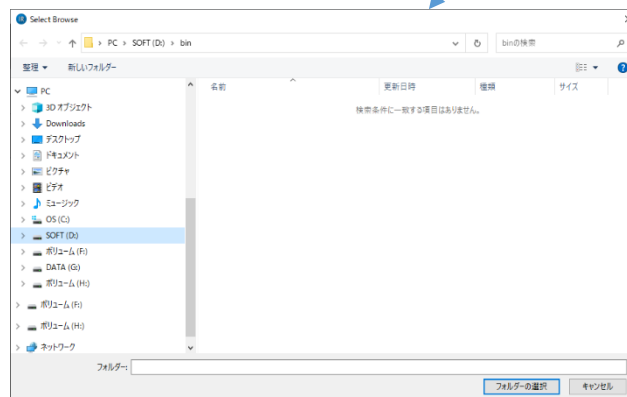 Select Browse
PC › SOFT (D:) › bin
binの検索
整理 新しいフォルダー
名前 更新日時 種類 サイズ
検索条件に一致する項目はありません。
PC
3D オブジェクト
Downloads
デスクトップ
ドキュメント
ピクチャ
ビデオ
ミュージック
OS (C:)
SOFT (D:)
ボリューム (F:)
DATA (G:)
ボリューム (H:)
ボリューム (F:)
ボリューム (H:)
ネットワーク
フォルダー:
フォルダーの選択 キャンセル